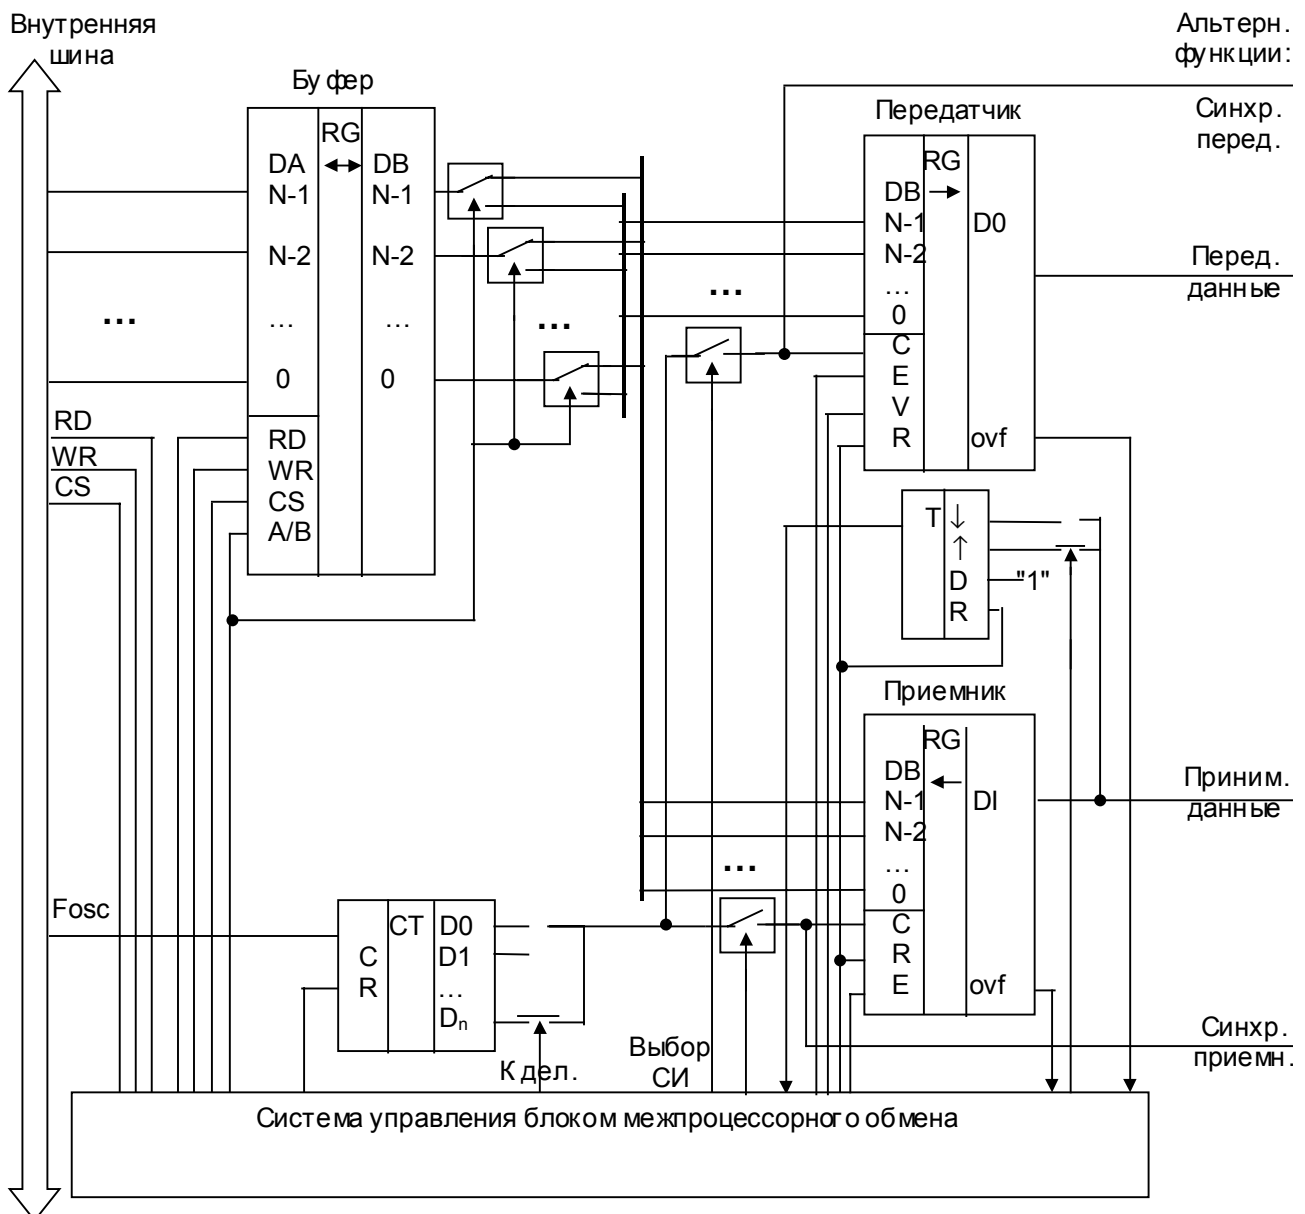 Внутренняя
шина
Альтерн.
функции:
Буфер
RG
DA
DB
N-1
N-1
N-2
N-2
...
...
...
0
0
RD
WR
CS
A/B
RD
WR
CS
...
...
Передатчик
RG
DB
N-1
D0
N-2
...
0
C
E
V
R
ovf
Синхр.
перед.
Перед.
данные
T
↓
↑
D
"1"
R
Приемник
RG
DB
N-1
DI
N-2
...
0
C
R
E
ovf
...
Приним.
данные
Синхр.
приемн.
Fosc
CT
D0
C
D1
R
...
Dn
К дел.
Выбор
СИ
Система управления блоком межпроцессорного обмена